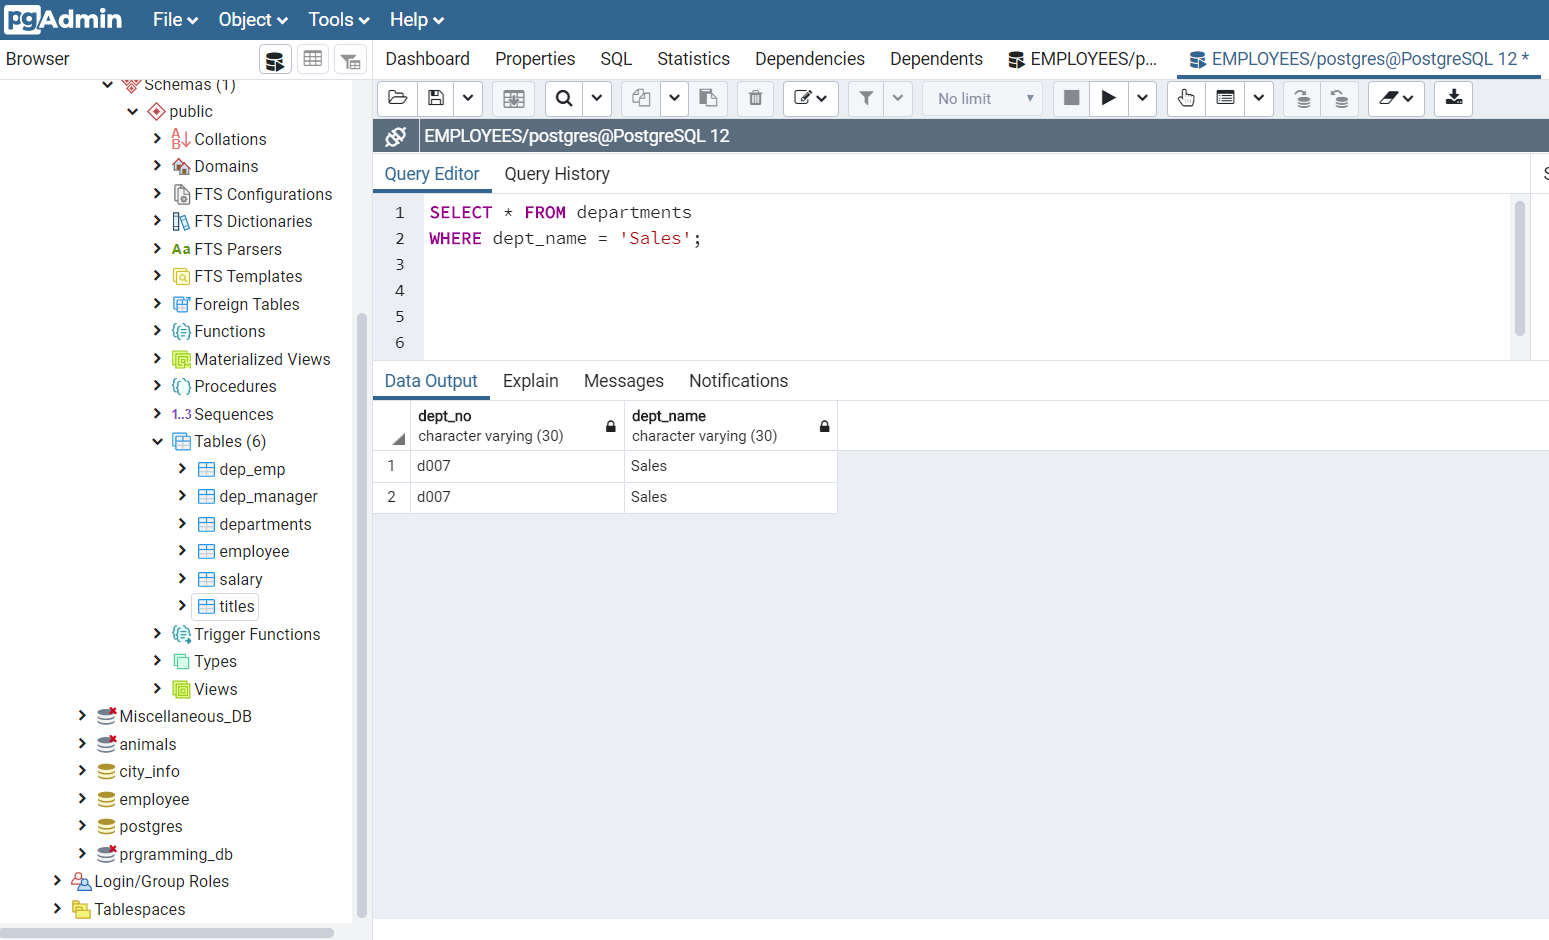 pgAdmin File Object Tools Help
Browser
Dashboard Properties SQL Statistics Dependencies Dependents EMPLOYEES/p... EMPLOYEES/postgres@PostgreSQL 12 *
No limit
EMPLOYEES/postgres@PostgreSQL 12
Query Editor Query History
1 SELECT * FROM departments
2 WHERE dept_name = 'Sales';
3
4
5
6
Data Output Explain Messages Notifications
dept_no
character varying (30)
dept_name
character varying (30)
1 d007 Sales
2 d007 Sales
Schemas (1)
public
Collations
Domains
FTS Configurations
FTS Dictionaries
Aa FTS Parsers
FTS Templates
Foreign Tables
Functions
Materialized Views
Procedures
1..3 Sequences
Tables (6)
dep_emp
dep_manager
departments
employee
salary
titles
Trigger Functions
Types
Views
Miscellaneous_DB
animals
city_info
employee
postgres
prgramming_db
Login/Group Roles
Tablespaces